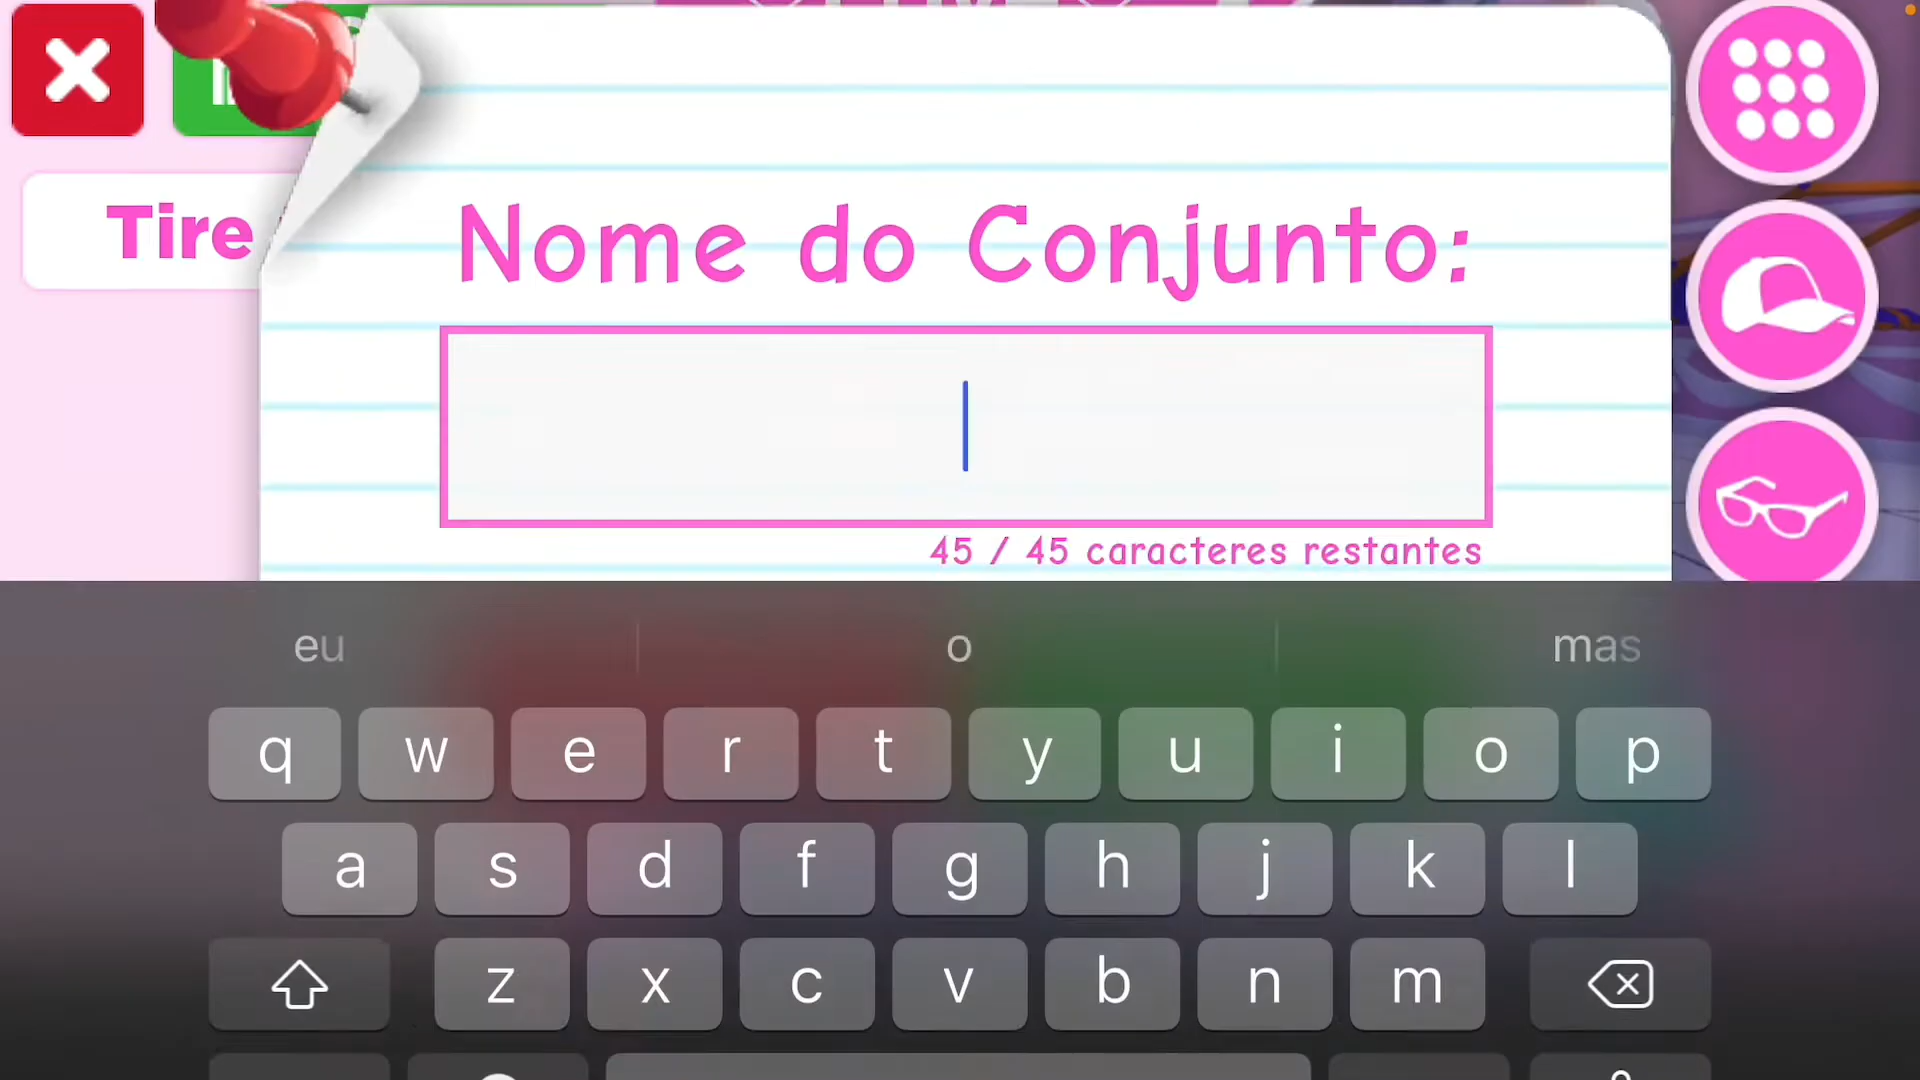 Tire
Nome do Conjunto:
45 / 45 caracteres restantes
eu o mas
q w e r t y u i o p
a s d f g h j k l
z x c v b n m